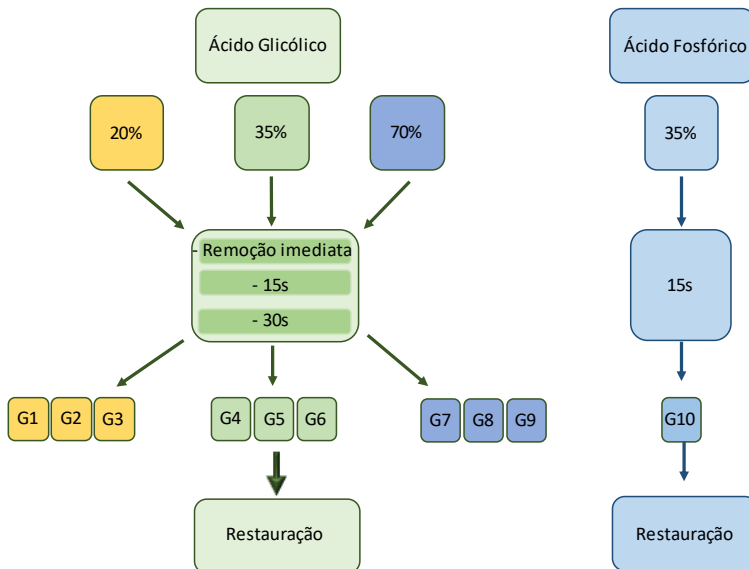 Ácido Glicólico
Ácido Fosfórico
20%
35%
70%
35%
- Remoção imediata
- 15s
- 30s
15s
G1 G2 G3
G4 G5 G6
G7 G8 G9
G10
Restauração
Restauração